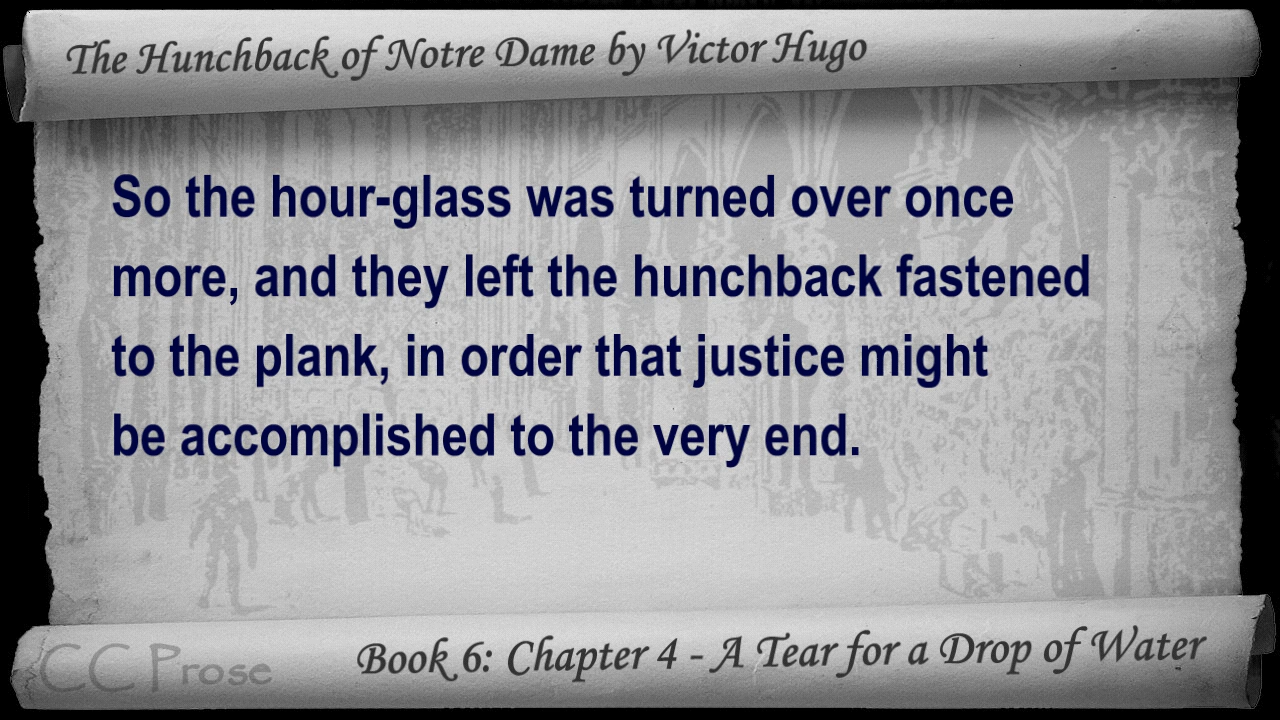 The Hunchback of Notre Dame by Victor Hugo
So the hour-glass was turned over once
more, and they left the hunchback fastened
to the plank, in order that justice might
be accomplished to the very end.
CC Prose
Book 6: Chapter 4 - A Tear for a Drop of Water